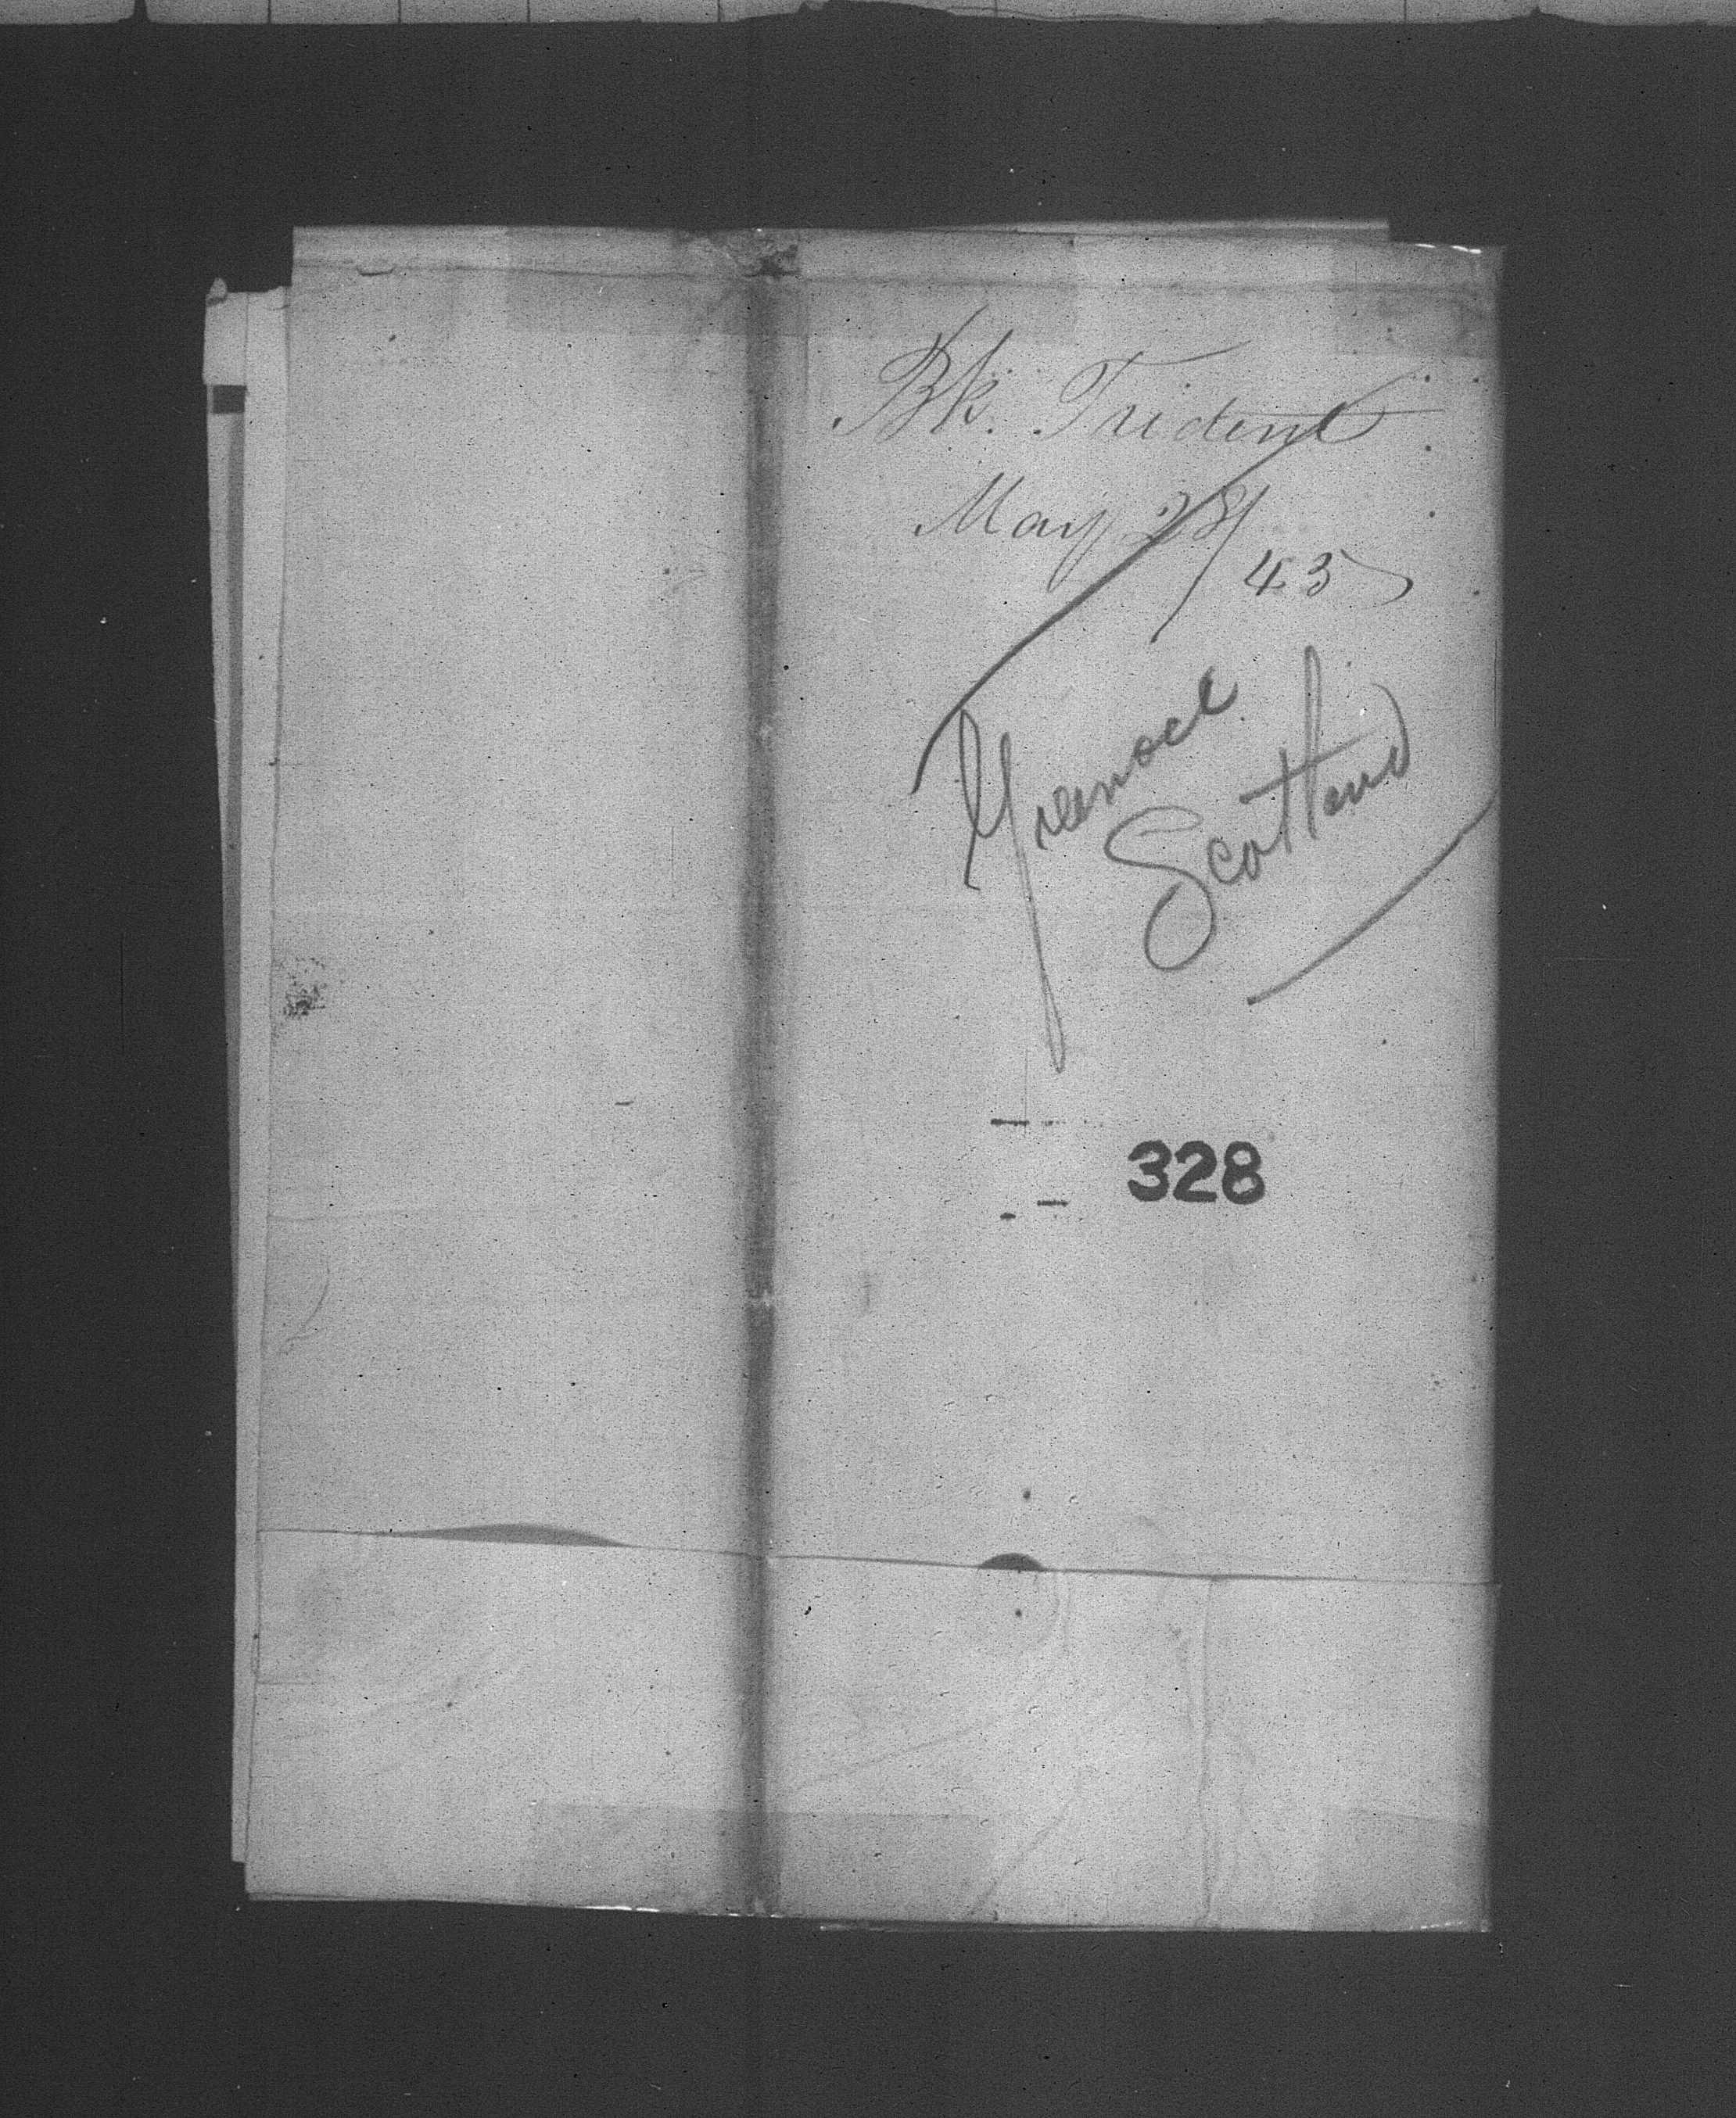 Bk. Trident
May 28/
43
Greenock
Scotland
328